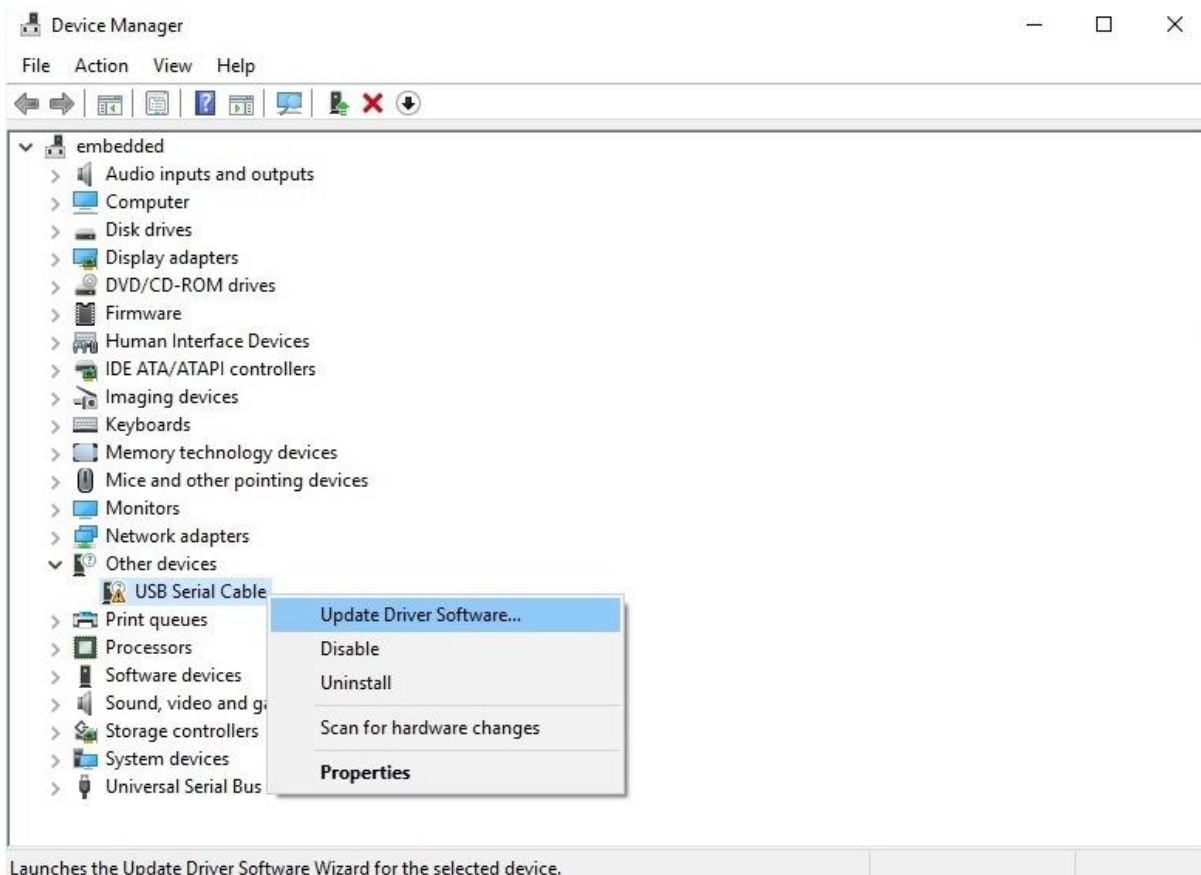 Device Manager
File Action View Help
embedded
Audio inputs and outputs
Computer
Disk drives
Display adapters
DVD/CD-ROM drives
Firmware
Human Interface Devices
IDE ATA/ATAPI controllers
Imaging devices
Keyboards
Memory technology devices
Mice and other pointing devices
Monitors
Network adapters
Other devices
USB Serial Cable
Update Driver Software...
Print queues
Processors
Disable
Software devices
Uninstall
Sound, video and
Storage controllers
Scan for hardware changes
System devices
Properties
Universal Serial Bus
Launches the Update Driver Software Wizard for the selected device.